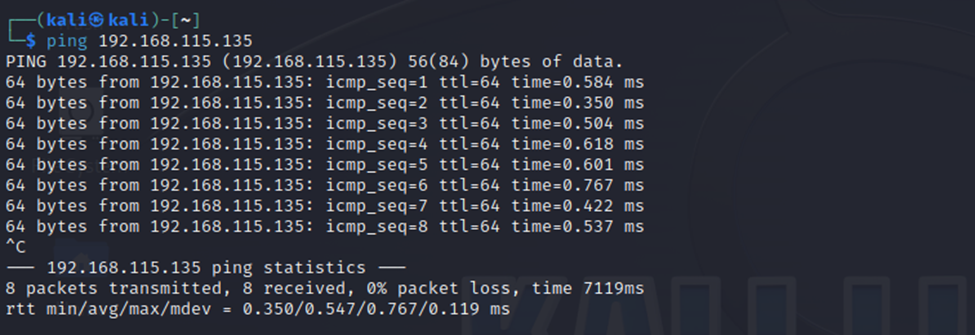 ┌──(kali㉿kali)-[~]
└─$ ping 192.168.115.135
PING 192.168.115.135 (192.168.115.135) 56(84) bytes of data.
64 bytes from 192.168.115.135: icmp_seq=1 ttl=64 time=0.584 ms
64 bytes from 192.168.115.135: icmp_seq=2 ttl=64 time=0.350 ms
64 bytes from 192.168.115.135: icmp_seq=3 ttl=64 time=0.504 ms
64 bytes from 192.168.115.135: icmp_seq=4 ttl=64 time=0.618 ms
64 bytes from 192.168.115.135: icmp_seq=5 ttl=64 time=0.601 ms
64 bytes from 192.168.115.135: icmp_seq=6 ttl=64 time=0.767 ms
64 bytes from 192.168.115.135: icmp_seq=7 ttl=64 time=0.422 ms
64 bytes from 192.168.115.135: icmp_seq=8 ttl=64 time=0.537 ms
^C
--- 192.168.115.135 ping statistics ---
8 packets transmitted, 8 received, 0% packet loss, time 7119ms
rtt min/avg/max/mdev = 0.350/0.547/0.767/0.119 ms